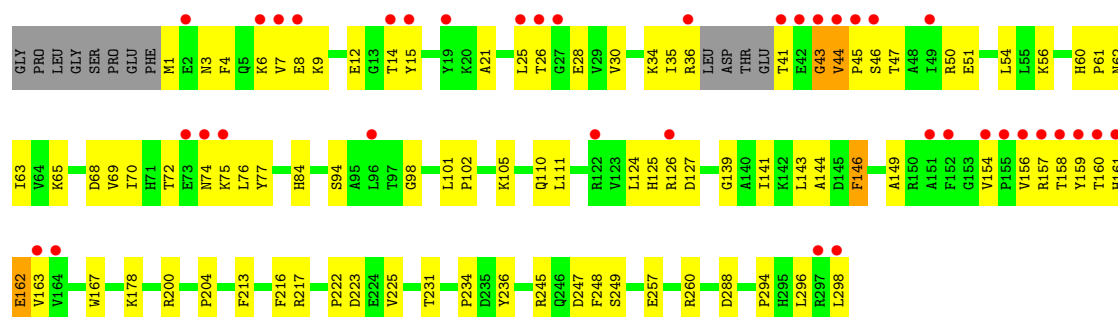 GLY PRO LEU GLY SER PRO GLU PHE M1 E2 N3 F4 Q5 K6 V7 E8 K9 E12 G13 T14 Y15 Y19 K20 A21 L25 T26 G27 E28 V29 V30 K34 I35 R36 LEU ASP THR GLU T41 E42 G43 V44 P45 S46 T47 A48 I49 R50 E51 L54 L55 K56 H60 P61 N62
I63 V64 K65 D68 V69 I70 H71 T72 E73 N74 K75 L76 Y77 H84 S94 A95 L96 T97 G98 L101 P102 K105 Q110 L111 R122 V123 L124 H125 R126 D127 G139 A140 I141 K142 L143 A144 D145 F146 A149 R150 A151 F152 G153 V154 P155 V156 R157 T158 Y159 T160 H161
E162 V163 V164 W167 K178 R200 P204 F213 F216 R217 P222 D223 E224 V225 T231 P234 D235 Y236 R245 Q246 D247 F248 S249 E257 R260 D288 P294 H295 L296 R297 L298